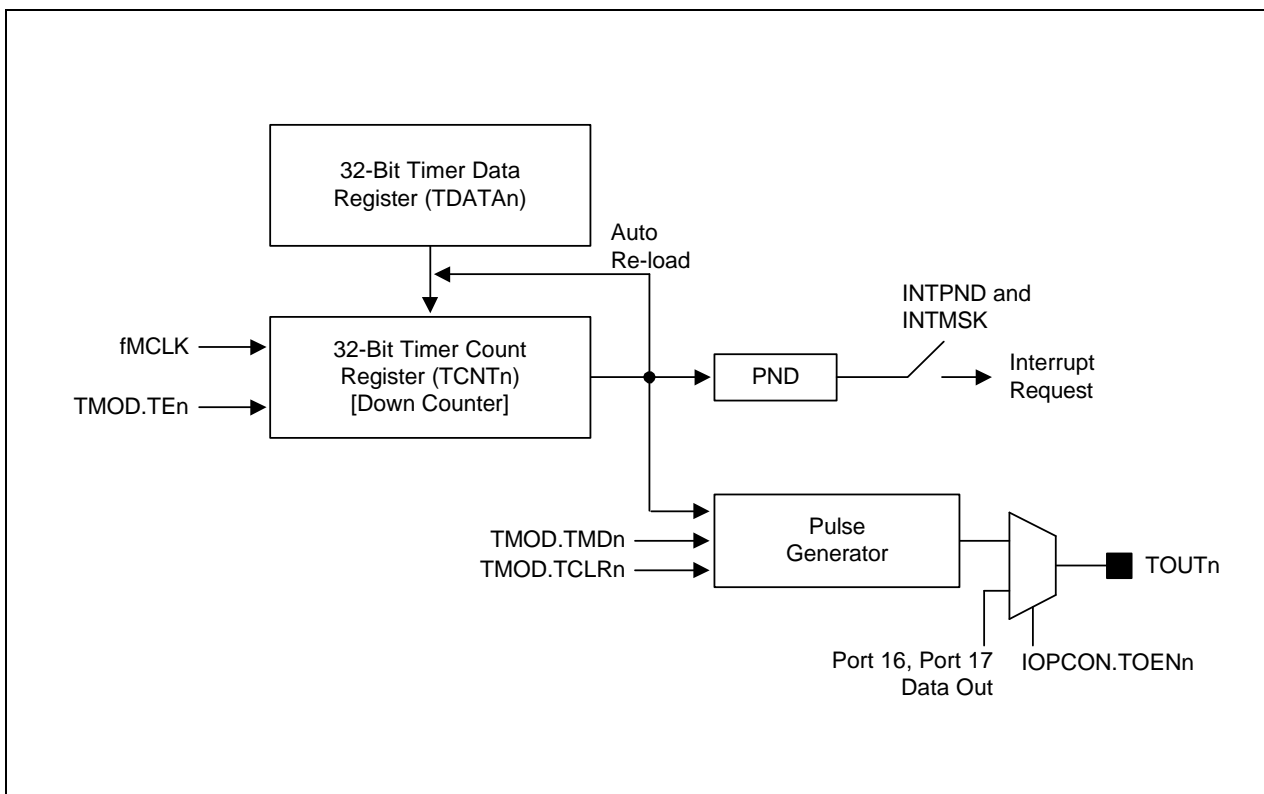 32-Bit Timer Data
Register (TDATAn)
Auto
Re-load
INTPND and
INTMSK
fMCLK
32-Bit Timer Count
Register (TCNTn)
[Down Counter]
TMOD.TEn
PND
Interrupt
Request
TMOD.TMDn
TMOD.TCLRn
Pulse
Generator
TOUTn
Port 16, Port 17
Data Out
IOPCON.TOENn